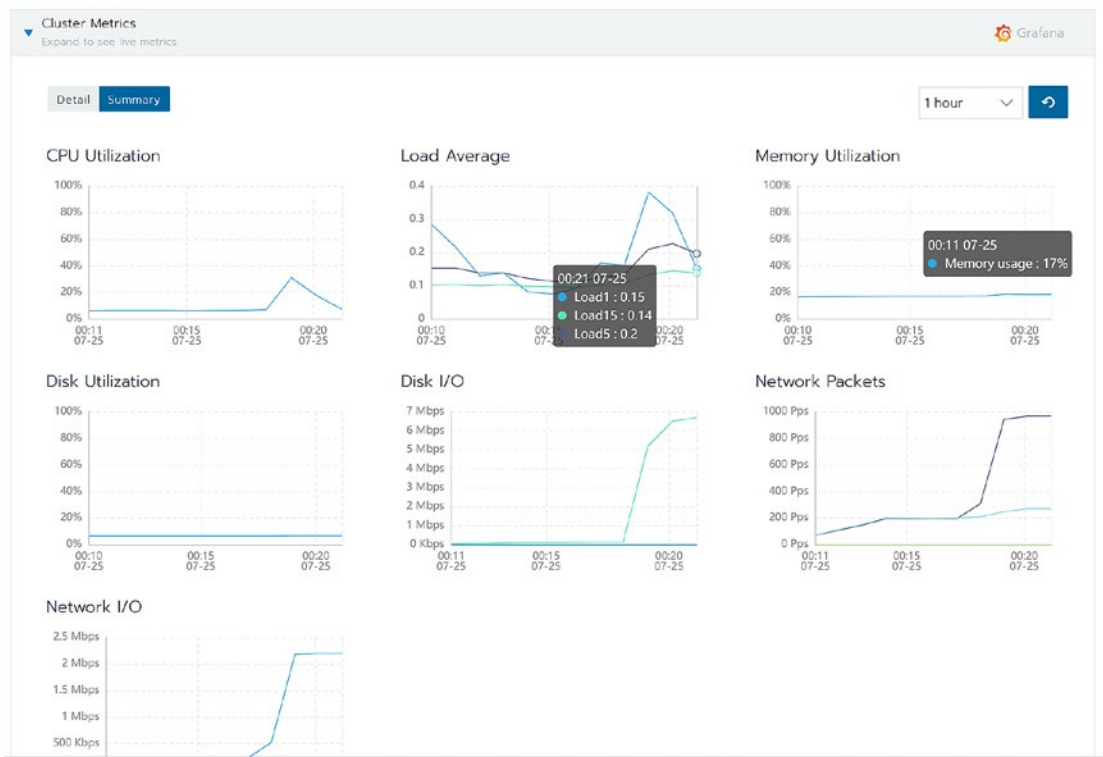 Cluster Metrics
Expand to see live metrics
Grafana
Detail Summary
1 hour
CPU Utilization
100%
80%
60%
40%
20%
0%
00:11 00:15 00:20
07-25 07-25 07-25
Load Average
0.4
0.3
0.2
0.1
0
00:21 07-25
Load1 : 0.15
Load15 : 0.14
Load5 : 0.2
00:10 00:20
07-25 07-25
Memory Utilization
100%
80%
60%
40%
20%
0%
00:11 07-25
Memory usage : 17%
00:10 00:15 00:20
07-25 07-25 07-25
Disk Utilization
100%
80%
60%
40%
20%
0%
00:10 00:15 00:20
07-25 07-25 07-25
Disk I/O
7 Mbps
6 Mbps
5 Mbps
4 Mbps
3 Mbps
2 Mbps
1 Mbps
0 Kbps
00:11 00:15 00:20
07-25 07-25 07-25
Network Packets
1000 Pps
800 Pps
600 Pps
400 Pps
200 Pps
0 Pps
00:11 00:15 00:20
07-25 07-25 07-25
Network I/O
2.5 Mbps
2 Mbps
1.5 Mbps
1 Mbps
500 Kbps